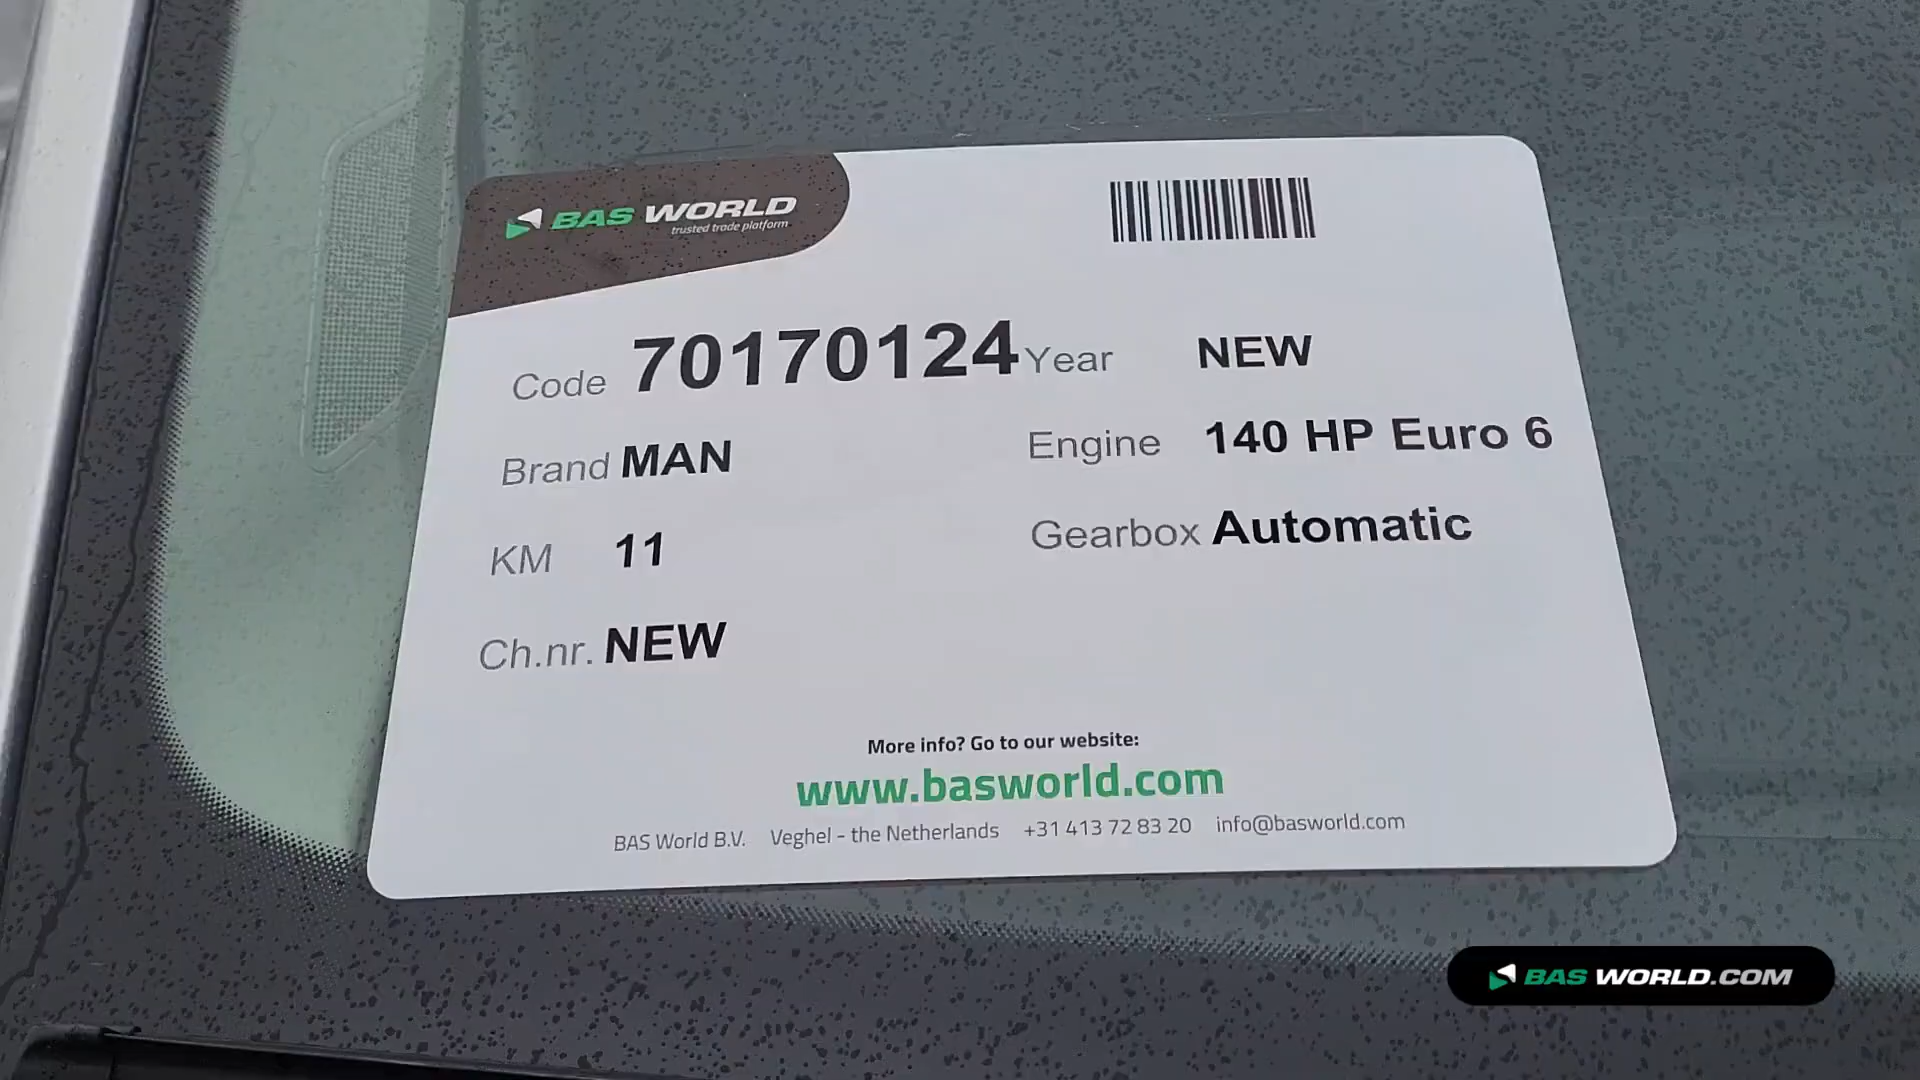 BAS WORLD
trusted trade platform
Code 70170124 Year NEW
Brand MAN Engine 140 HP Euro 6
KM 11 Gearbox Automatic
Ch.nr. NEW
More info? Go to our website:
www.basworld.com
BAS World B.V. Veghel - the Netherlands +31 413 72 83 20 info@basworld.com
BAS WORLD.COM